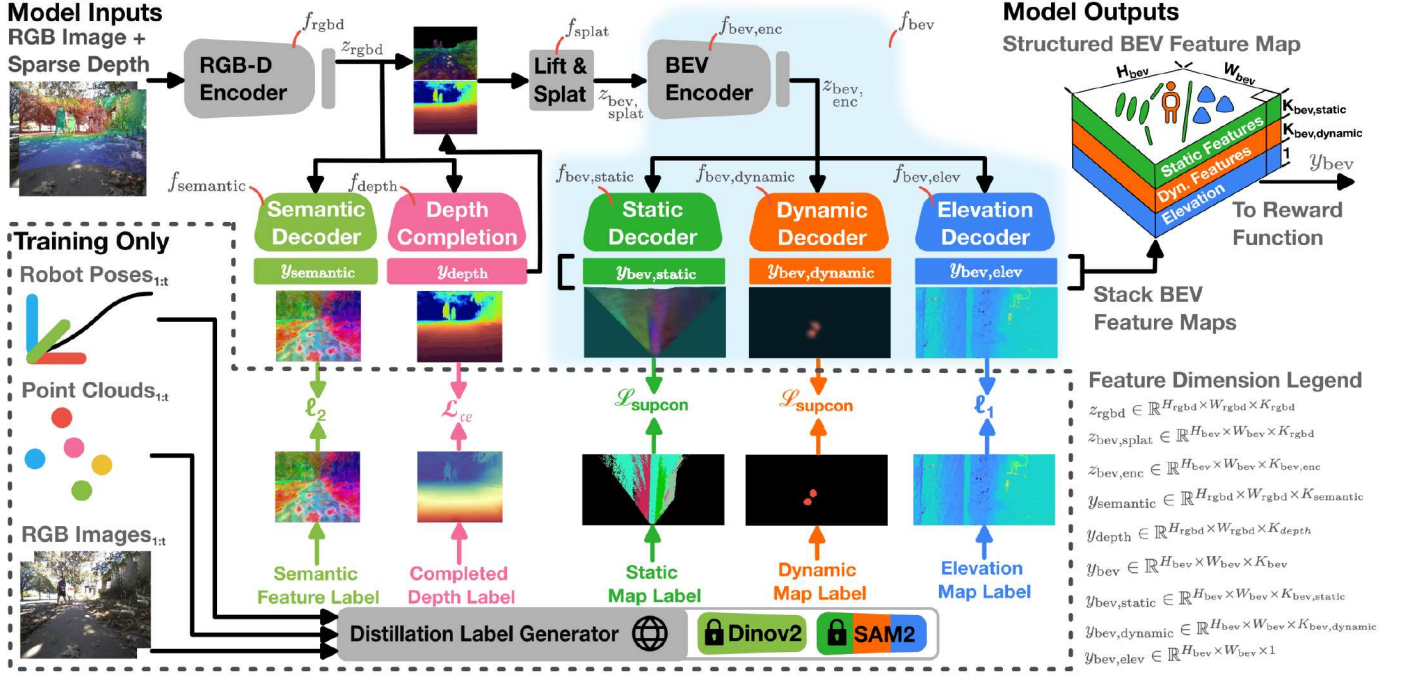 Model Inputs
RGB Image +
Sparse Depth
f_rgbd
RGB-D
Encoder
z_rgbd
f_splat
Lift &
Splat
z_bev,
splat
f_bev,enc
BEV
Encoder
z_bev,
enc
f_bev
Model Outputs
Structured BEV Feature Map
H_bev
W_bev
K_bev,static
K_bev,dynamic
1
Static Features
Dyn. Features
Elevation
y_bev
To Reward
Function
f_semantic
Semantic
Decoder
y_semantic
f_depth
Depth
Completion
y_depth
f_bev,static
Static
Decoder
y_bev,static
f_bev,dynamic
Dynamic
Decoder
y_bev,dynamic
f_bev,elev
Elevation
Decoder
y_bev,elev
Stack BEV
Feature Maps
Training Only
Robot Poses_1:t
Point Clouds_1:t
RGB Images_1:t
ℓ_2
ℒ_ce
ℒ_supcon
ℒ_supcon
ℓ_1
Semantic
Feature Label
Completed
Depth Label
Static
Map Label
Dynamic
Map Label
Elevation
Map Label
Distillation Label Generator
Dinov2
SAM2
Feature Dimension Legend
z_rgbd ∈ ℝ^{H_rgbd×W_rgbd×K_rgbd}
z_bev,splat ∈ ℝ^{H_bev×W_bev×K_rgbd}
z_bev,enc ∈ ℝ^{H_bev×W_bev×K_bev,enc}
y_semantic ∈ ℝ^{H_rgbd×W_rgbd×K_semantic}
y_depth ∈ ℝ^{H_rgbd×W_rgbd×K_depth}
y_bev ∈ ℝ^{H_bev×W_bev×K_bev}
y_bev,static ∈ ℝ^{H_bev×W_bev×K_bev,static}
y_bev,dynamic ∈ ℝ^{H_bev×W_bev×K_bev,dynamic}
y_bev,elev ∈ ℝ^{H_bev×W_bev×1}